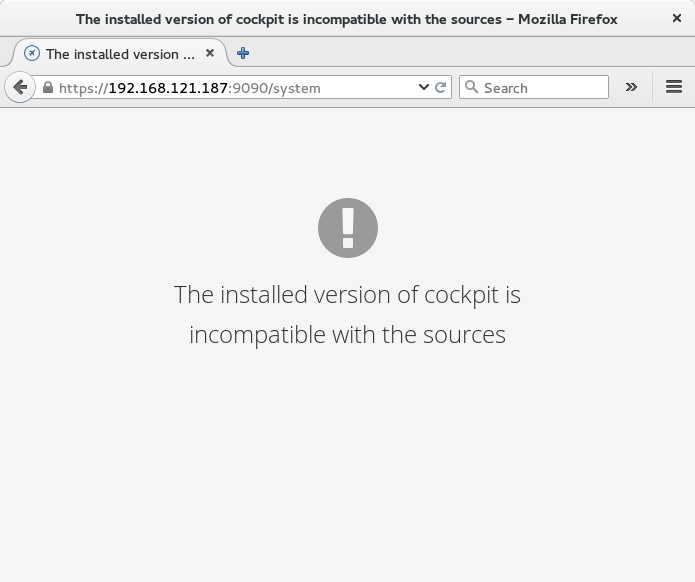 The installed version of cockpit is incompatible with the sources – Mozilla Firefox
The installed version ...
https://192.168.121.187:9090/system
Search
The installed version of cockpit is
incompatible with the sources